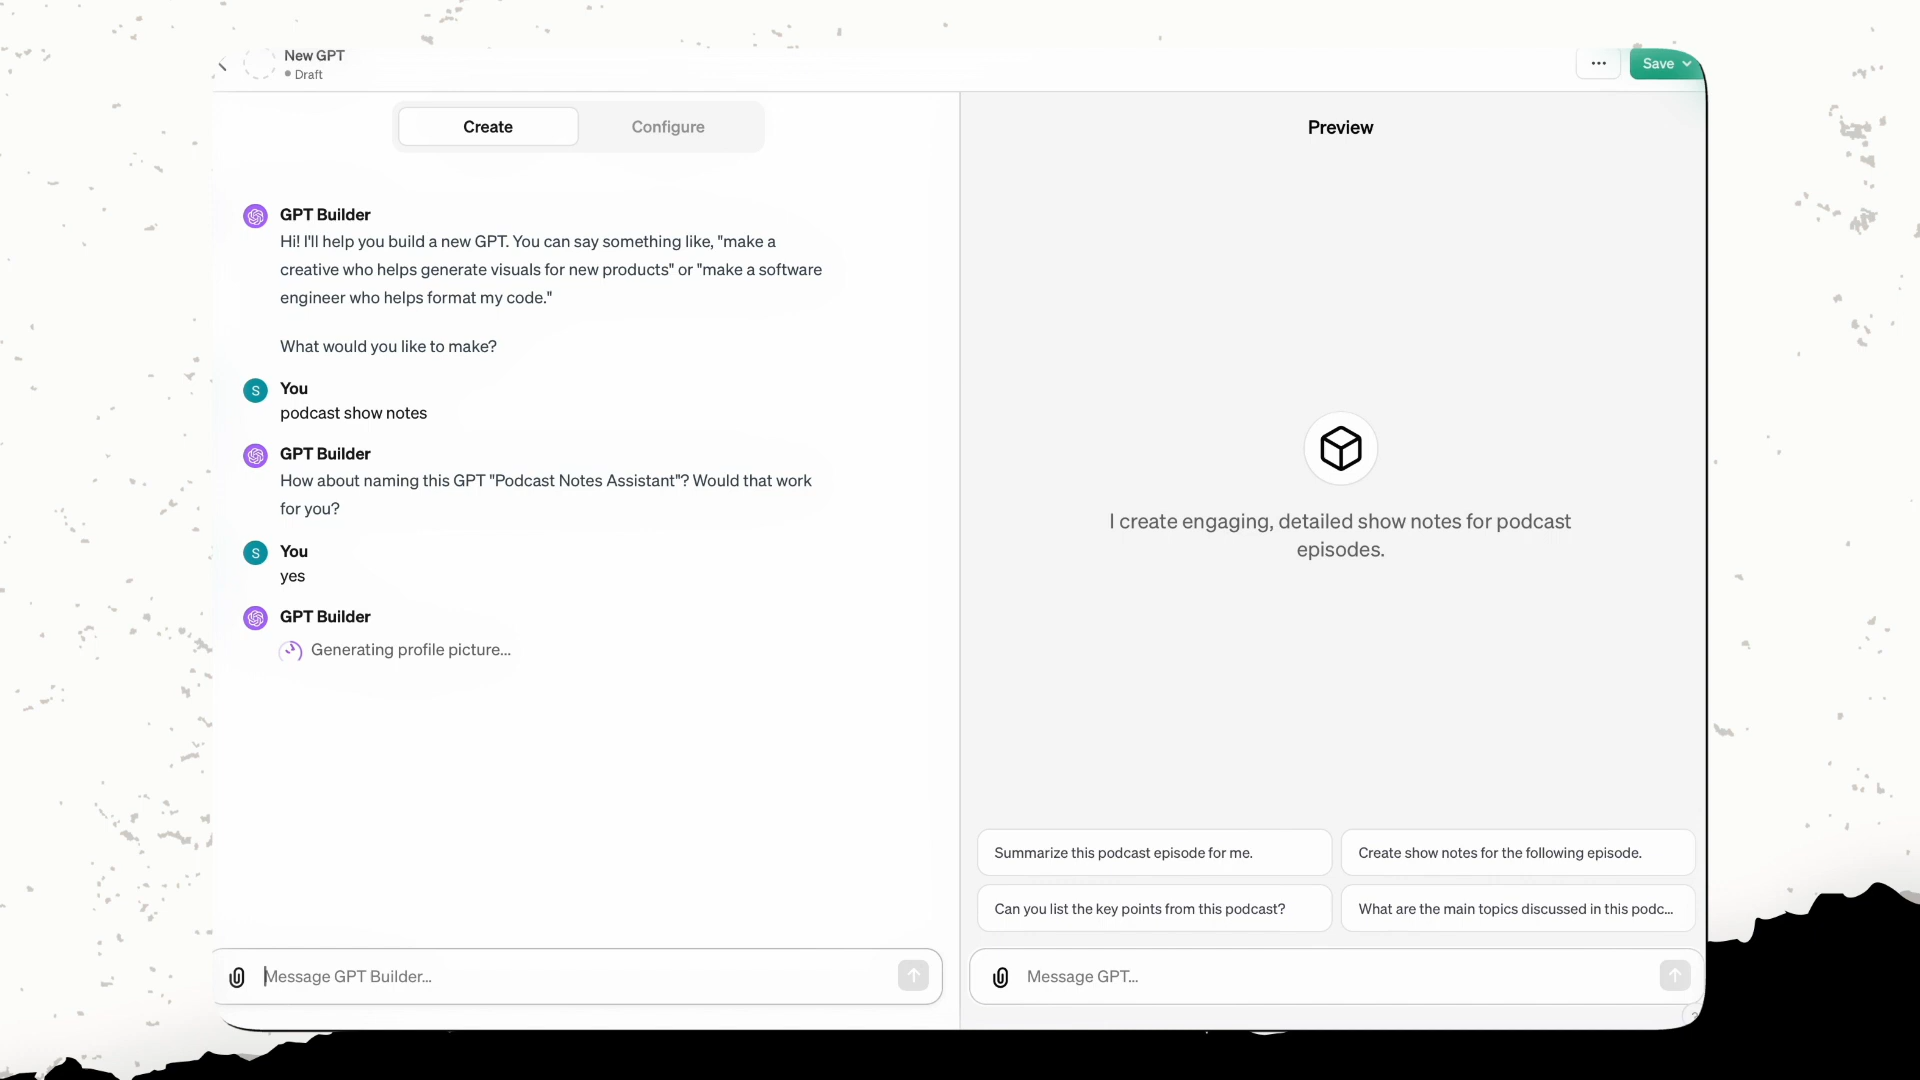 New GPT
Draft
...
Save
Create
Configure
Preview
GPT Builder
Hi! I'll help you build a new GPT. You can say something like, "make a
creative who helps generate visuals for new products" or "make a software
engineer who helps format my code."
What would you like to make?
S
You
podcast show notes
GPT Builder
How about naming this GPT "Podcast Notes Assistant"? Would that work
for you?
S
You
yes
GPT Builder
Generating profile picture...
I create engaging, detailed show notes for podcast
episodes.
Summarize this podcast episode for me.
Create show notes for the following episode.
Can you list the key points from this podcast?
What are the main topics discussed in this podc...
Message GPT Builder...
Message GPT...